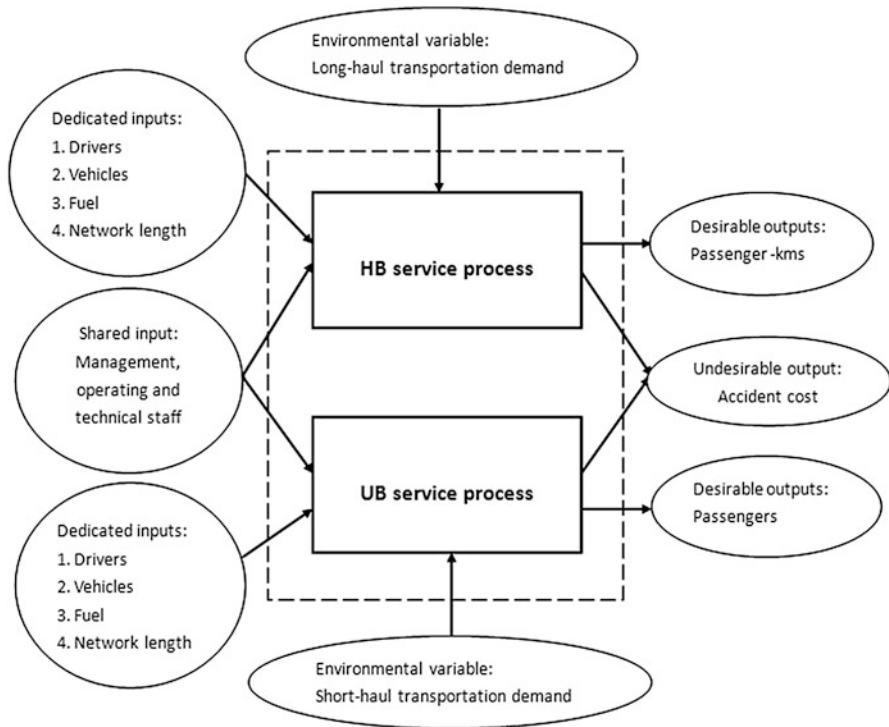 Environmental variable:
Long-haul transportation demand
Dedicated inputs:
1. Drivers
2. Vehicles
3. Fuel
4. Network length
HB service process
Desirable outputs:
Passenger -kms
Shared input:
Management,
operating and
technical staff
Undesirable output:
Accident cost
UB service process
Desirable outputs:
Passengers
Dedicated inputs:
1. Drivers
2. Vehicles
3. Fuel
4. Network length
Environmental variable:
Short-haul transportation demand